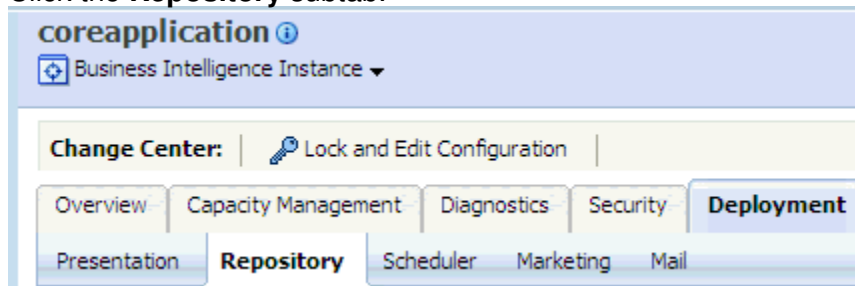 Click the Repository subtab.
coreapplication
Business Intelligence Instance
Change Center: Lock and Edit Configuration
Overview Capacity Management Diagnostics Security Deployment
Presentation Repository Scheduler Marketing Mail